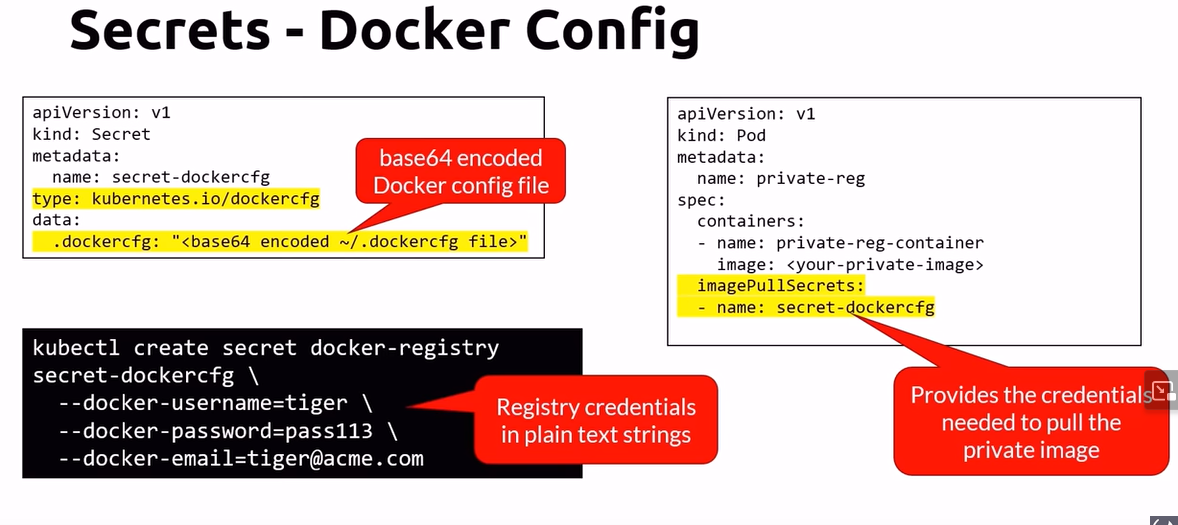 Secrets - Docker Config
apiVersion: v1
kind: Secret
metadata:
  name: secret-dockercfg
type: kubernetes.io/dockercfg
data:
  .dockercfg: "<base64 encoded ~/.dockercfg file>"
base64 encoded
Docker config file
kubectl create secret docker-registry
secret-dockercfg \
  --docker-username=tiger \
  --docker-password=pass113 \
  --docker-email=tiger@acme.com
Registry credentials
in plain text strings
apiVersion: v1
kind: Pod
metadata:
  name: private-reg
spec:
  containers:
  - name: private-reg-container
    image: <your-private-image>
  imagePullSecrets:
  - name: secret-dockercfg
Provides the credentials
needed to pull the
private image